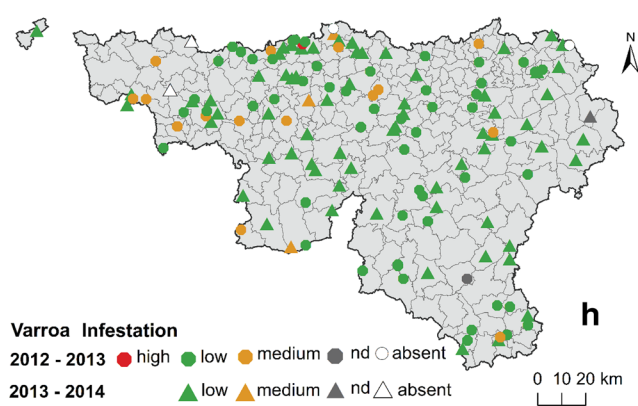 N
h
Varroa Infestation
2012 - 2013 high low medium nd absent
2013 - 2014 low medium nd absent
0 10 20 km